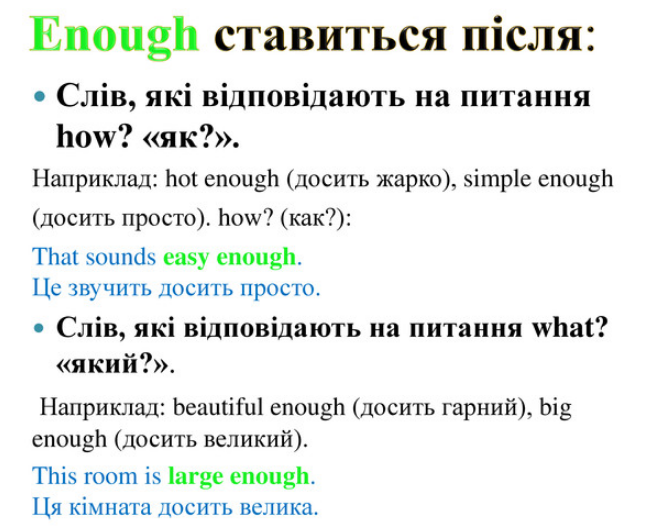 Enough ставиться після:
• Слів, які відповідають на питання
how? «як?».
Наприклад: hot enough (досить жарко), simple enough
(досить просто). how? (как?):
That sounds easy enough.
Це звучить досить просто.
• Слів, які відповідають на питання what?
«який?».
Наприклад: beautiful enough (досить гарний), big
enough (досить великий).
This room is large enough.
Ця кімната досить велика.